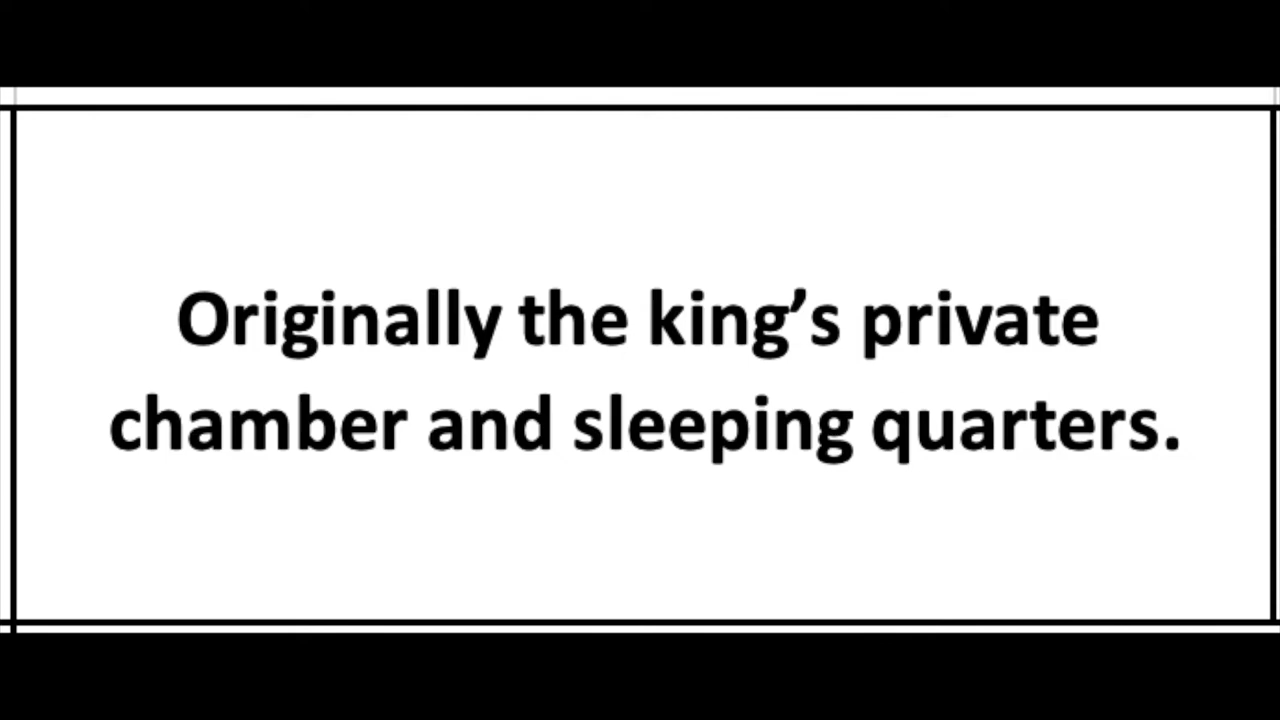 Originally the king’s private
chamber and sleeping quarters.